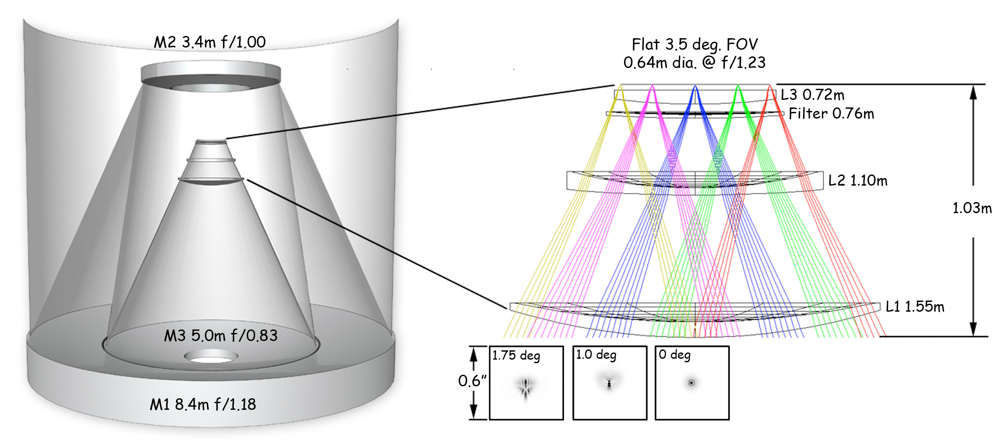 M2 3.4m f/1.00
M3 5.0m f/0.83
M1 8.4m f/1.18
Flat 3.5 deg. FOV
0.64m dia. @ f/1.23
L3 0.72m
Filter 0.76m
L2 1.10m
1.03m
L1 1.55m
0.6″
1.75 deg
1.0 deg
0 deg